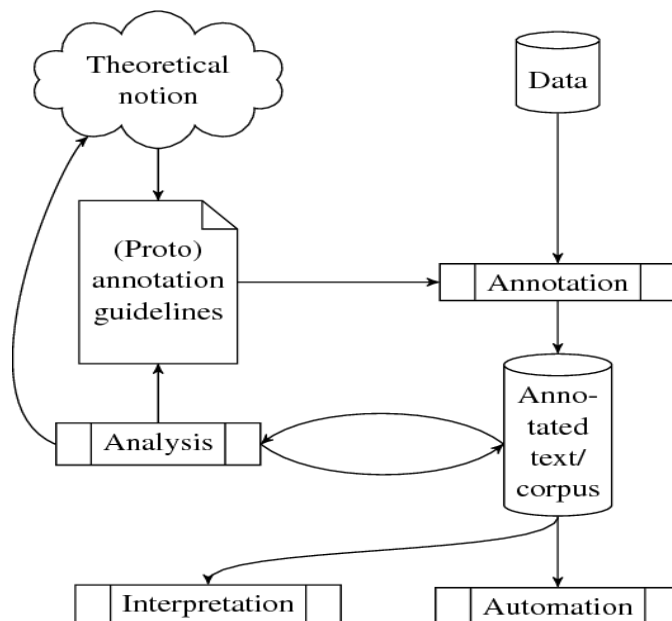 Theoretical
notion
Data
(Proto)
annotation
guidelines
Annotation
Analysis
Anno-
tated
text/
corpus
Interpretation
Automation